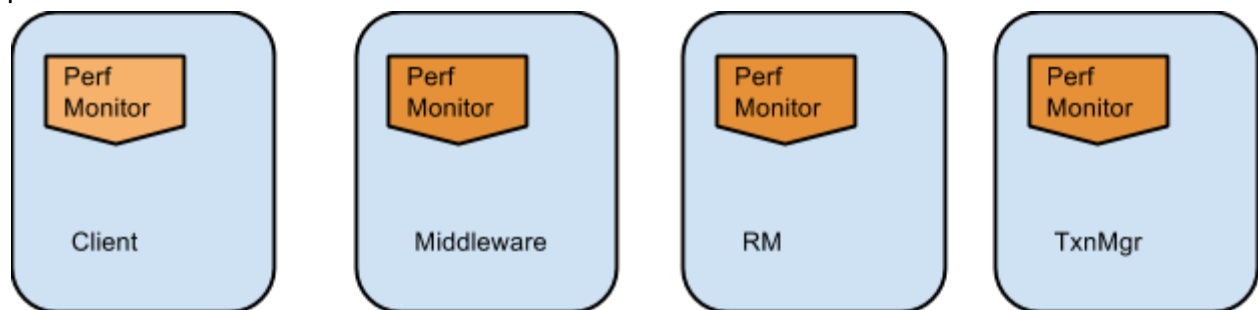 Perf
Monitor
Client
Perf
Monitor
Middleware
Perf
Monitor
RM
Perf
Monitor
TxnMgr